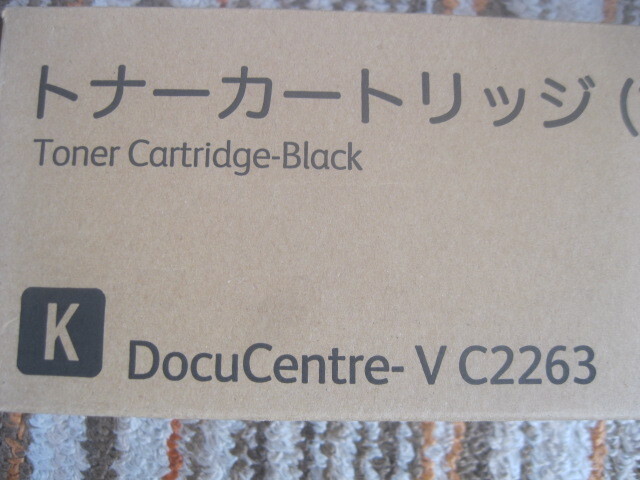 トナーカートリッジ (
Toner Cartridge-Black
K
DocuCentre- V C2263